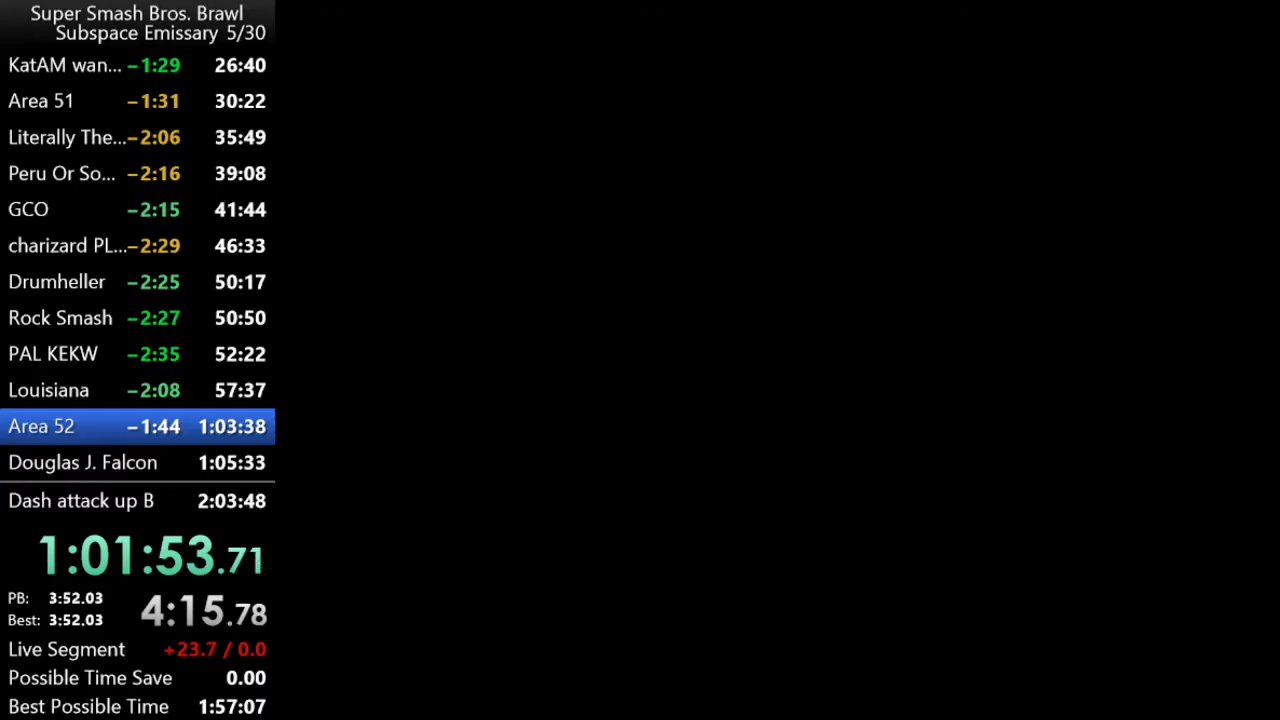 Super Smash Bros. Brawl
Subspace Emissary 5/30
KatAM wan... −1:29 26:40
Area 51 −1:31 30:22
Literally The... −2:06 35:49
Peru Or So... −2:16 39:08
GCO −2:15 41:44
charizard PL... −2:29 46:33
Drumheller −2:25 50:17
Rock Smash −2:27 50:50
PAL KEKW −2:35 52:22
Louisiana −2:08 57:37
Area 52 −1:44 1:03:38
Douglas J. Falcon 1:05:33
Dash attack up B 2:03:48
1:01:53.71
PB: 3:52.03
Best: 3:52.03
4:15.78
Live Segment +23.7 / 0.0
Possible Time Save 0.00
Best Possible Time 1:57:07